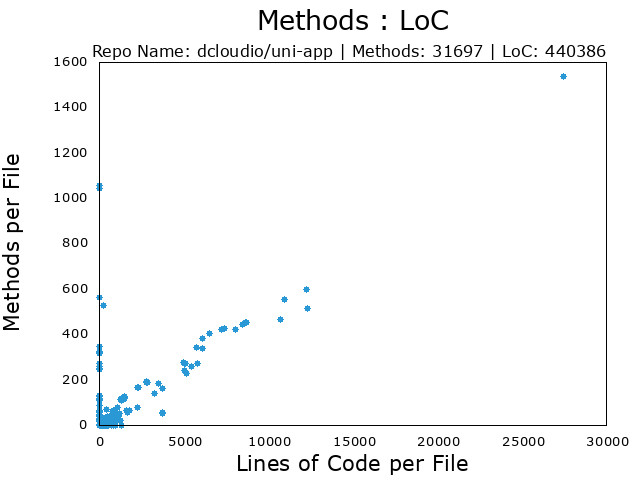 Methods : LoC
Repo Name: dcloudio/uni-app | Methods: 31697 | LoC: 440386
1600
1400
1200
1000
800
600
400
200
0
Methods per File
0 5000 10000 15000 20000 25000 30000
Lines of Code per File